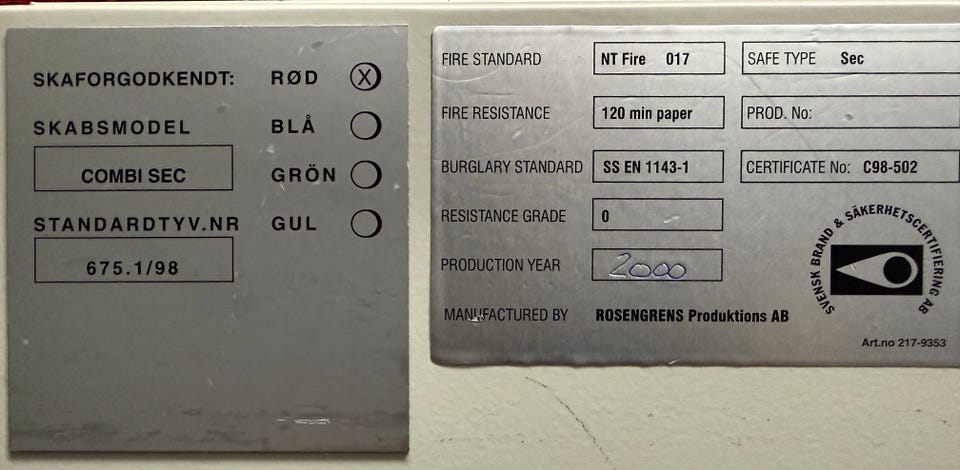 SKAFORGODKENDT: RØD X
SKABSMODEL BLÅ
COMBI SEC GRÖN
STANDARDTYV.NR GUL
675.1/98
FIRE STANDARD NT Fire 017 SAFE TYPE Sec
FIRE RESISTANCE 120 min paper PROD. No:
BURGLARY STANDARD SS EN 1143-1 CERTIFICATE No: C98-502
RESISTANCE GRADE 0
PRODUCTION YEAR 2000
MANUFACTURED BY ROSENGRENS Produktions AB
SVENSK BRAND & SÄKERHETSCERTIFIERING AB
Art.no 217-9353